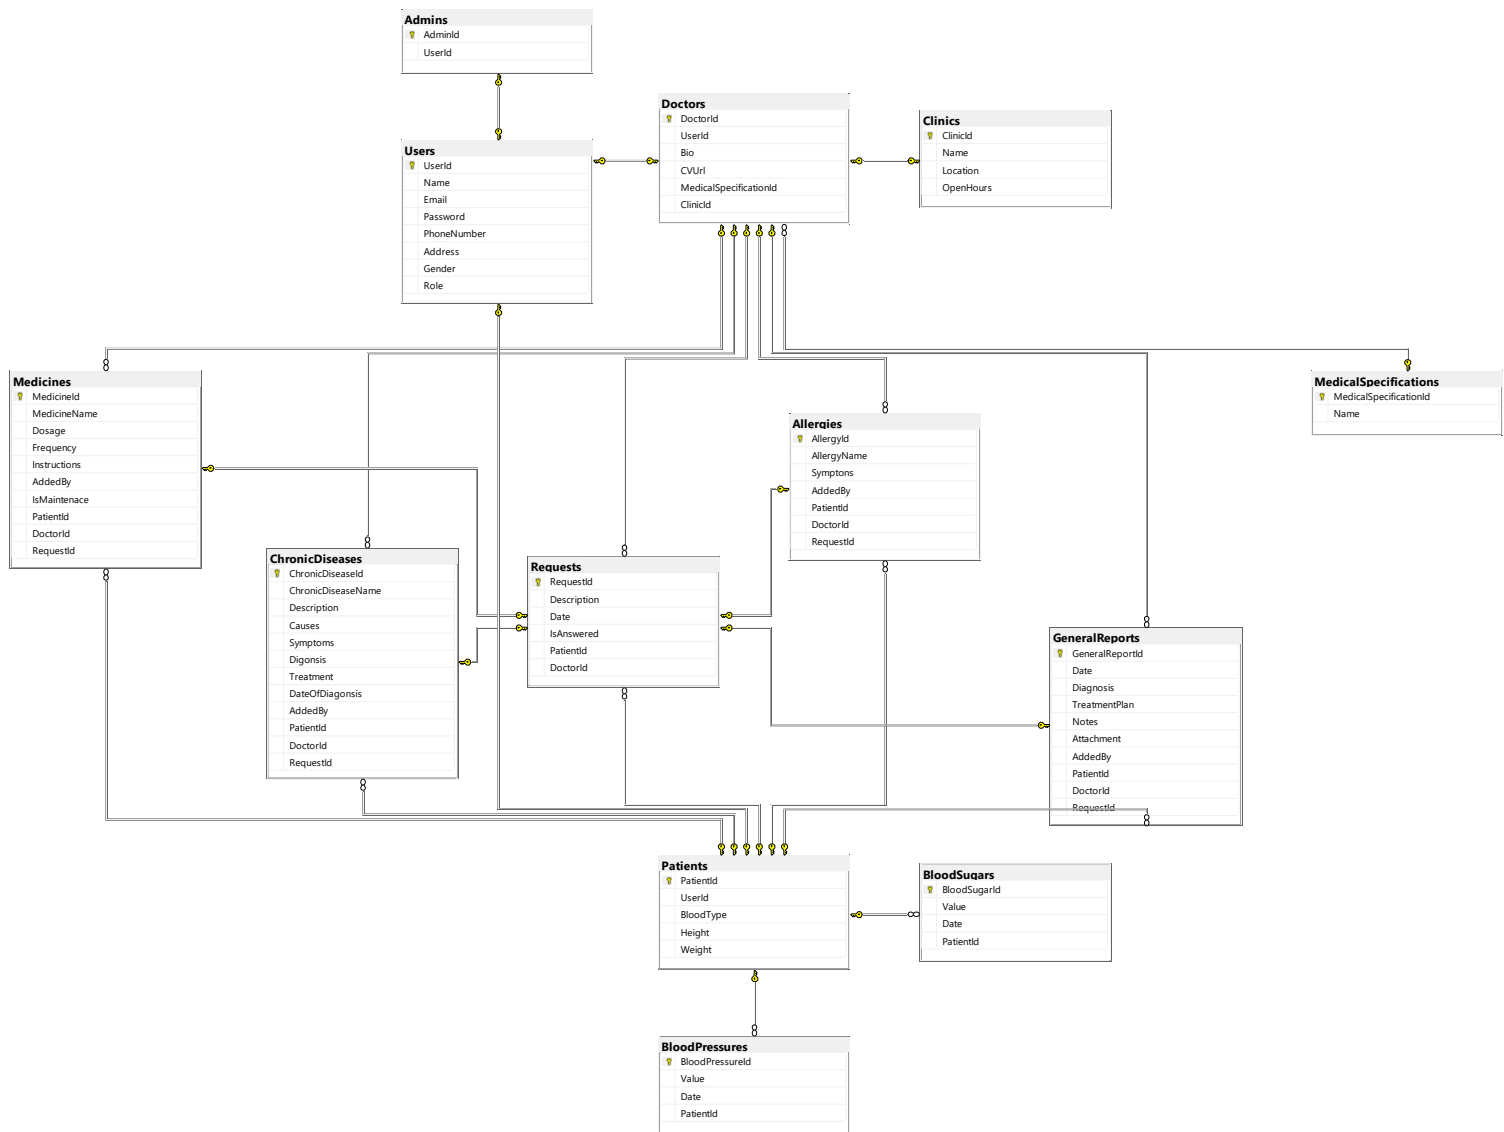 Admins
AdminId
UserId
Users
UserId
Name
Email
Password
PhoneNumber
Address
Gender
Role
Doctors
DoctorId
UserId
Bio
CVUrl
MedicalSpecificationId
ClinicId
Clinics
ClinicId
Name
Location
OpenHours
Medicines
MedicineId
MedicineName
Dosage
Frequency
Instructions
AddedBy
IsMaintenace
PatientId
DoctorId
RequestId
MedicalSpecifications
MedicalSpecificationId
Name
Allergies
AllergyId
AllergyName
Symptons
AddedBy
PatientId
DoctorId
RequestId
ChronicDiseases
ChronicDiseaseId
ChronicDiseaseName
Description
Causes
Symptoms
Digonsis
Treatment
DateOfDiagonsis
AddedBy
PatientId
DoctorId
RequestId
Requests
RequestId
Description
Date
IsAnswered
PatientId
DoctorId
GeneralReports
GeneralReportId
Date
Diagnosis
TreatmentPlan
Notes
Attachment
AddedBy
PatientId
DoctorId
RequestId
Patients
PatientId
UserId
BloodType
Height
Weight
BloodSugars
BloodSugarId
Value
Date
PatientId
BloodPressures
BloodPressureId
Value
Date
PatientId